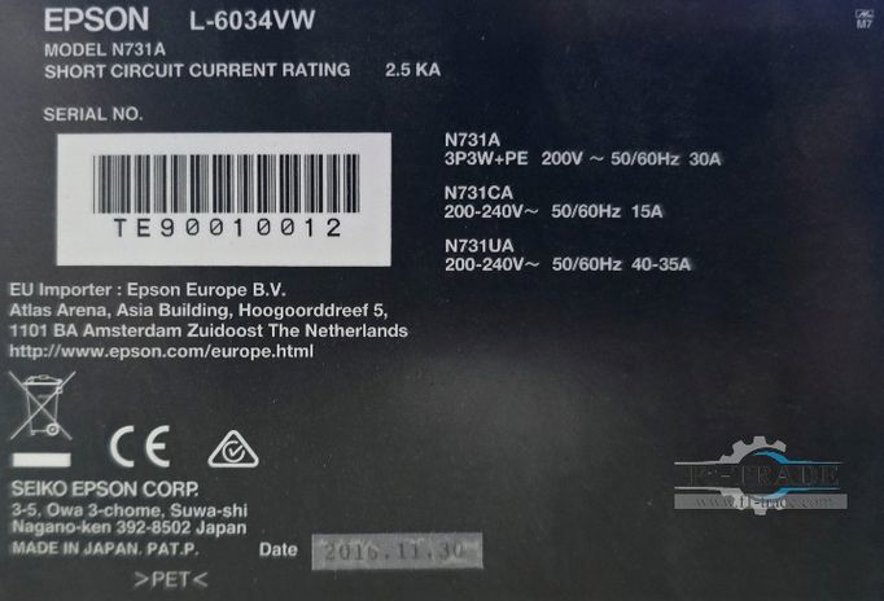 EPSON L-6034VW
MODEL N731A
SHORT CIRCUIT CURRENT RATING 2.5 KA
M7
SERIAL NO.
TE90010012
N731A
3P3W+PE 200V ~ 50/60Hz 30A
N731CA
200-240V~ 50/60Hz 15A
N731UA
200-240V~ 50/60Hz 40-35A
EU Importer : Epson Europe B.V.
Atlas Arena, Asia Building, Hoogoorddreef 5,
1101 BA Amsterdam Zuidoost The Netherlands
http://www.epson.com/europe.html
CE
SEIKO EPSON CORP.
3-5, Owa 3-chome, Suwa-shi
Nagano-ken 392-8502 Japan
MADE IN JAPAN. PAT.P.
Date 2016.11.30
>PET<
TRADE